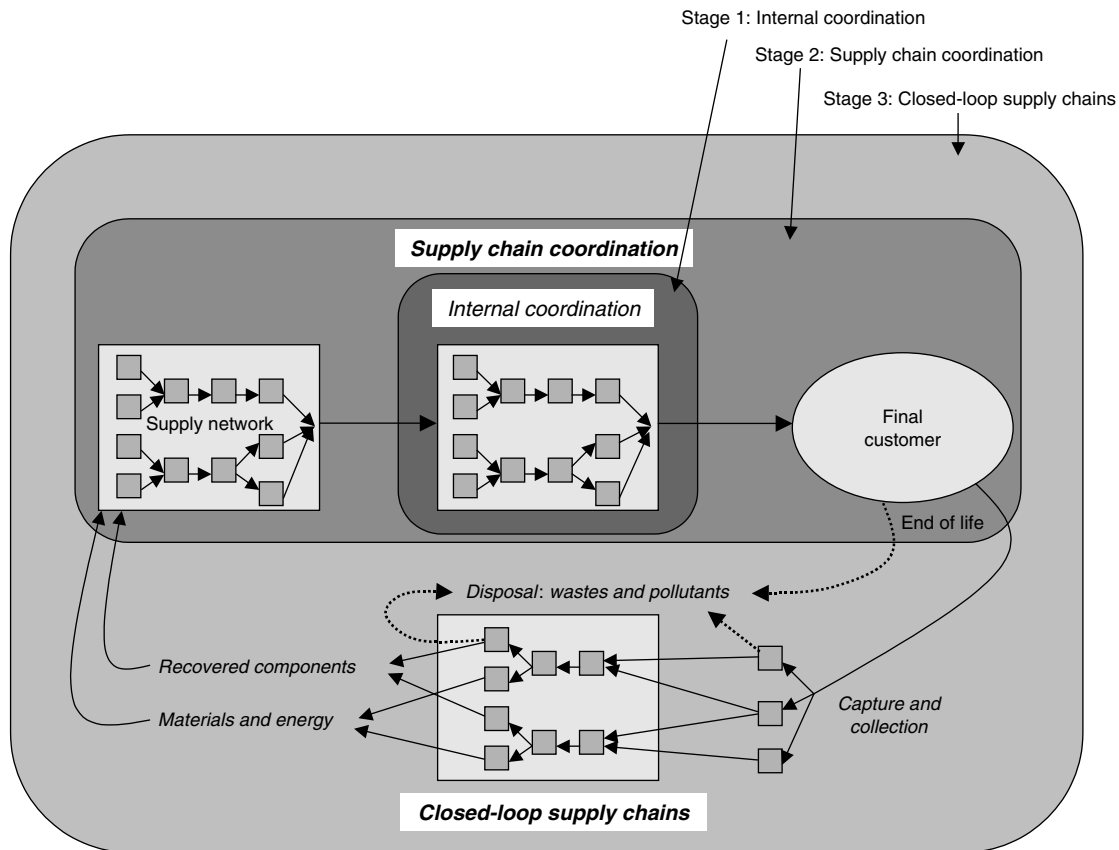 Stage 1: Internal coordination
Stage 2: Supply chain coordination
Stage 3: Closed-loop supply chains
Supply chain coordination
Internal coordination
Supply network
Final
customer
End of life
Disposal: wastes and pollutants
Recovered components
Materials and energy
Capture and
collection
Closed-loop supply chains